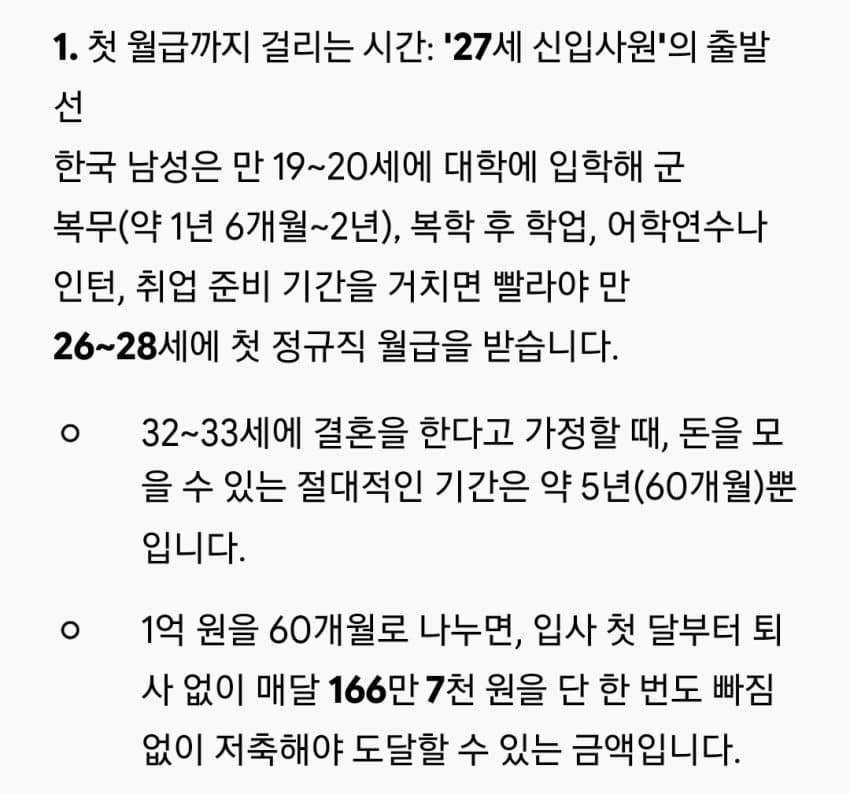 1. 첫 월급까지 걸리는 시간: '27세 신입사원'의 출발
선
한국 남성은 만 19~20세에 대학에 입학해 군
복무(약 1년 6개월~2년), 복학 후 학업, 어학연수나
인턴, 취업 준비 기간을 거치면 빨라야 만
26~28세에 첫 정규직 월급을 받습니다.
○ 32~33세에 결혼을 한다고 가정할 때, 돈을 모
을 수 있는 절대적인 기간은 약 5년(60개월)뿐
입니다.
○ 1억 원을 60개월로 나누면, 입사 첫 달부터 퇴
사 없이 매달 166만 7천 원을 단 한 번도 빠짐
없이 저축해야 도달할 수 있는 금액입니다.